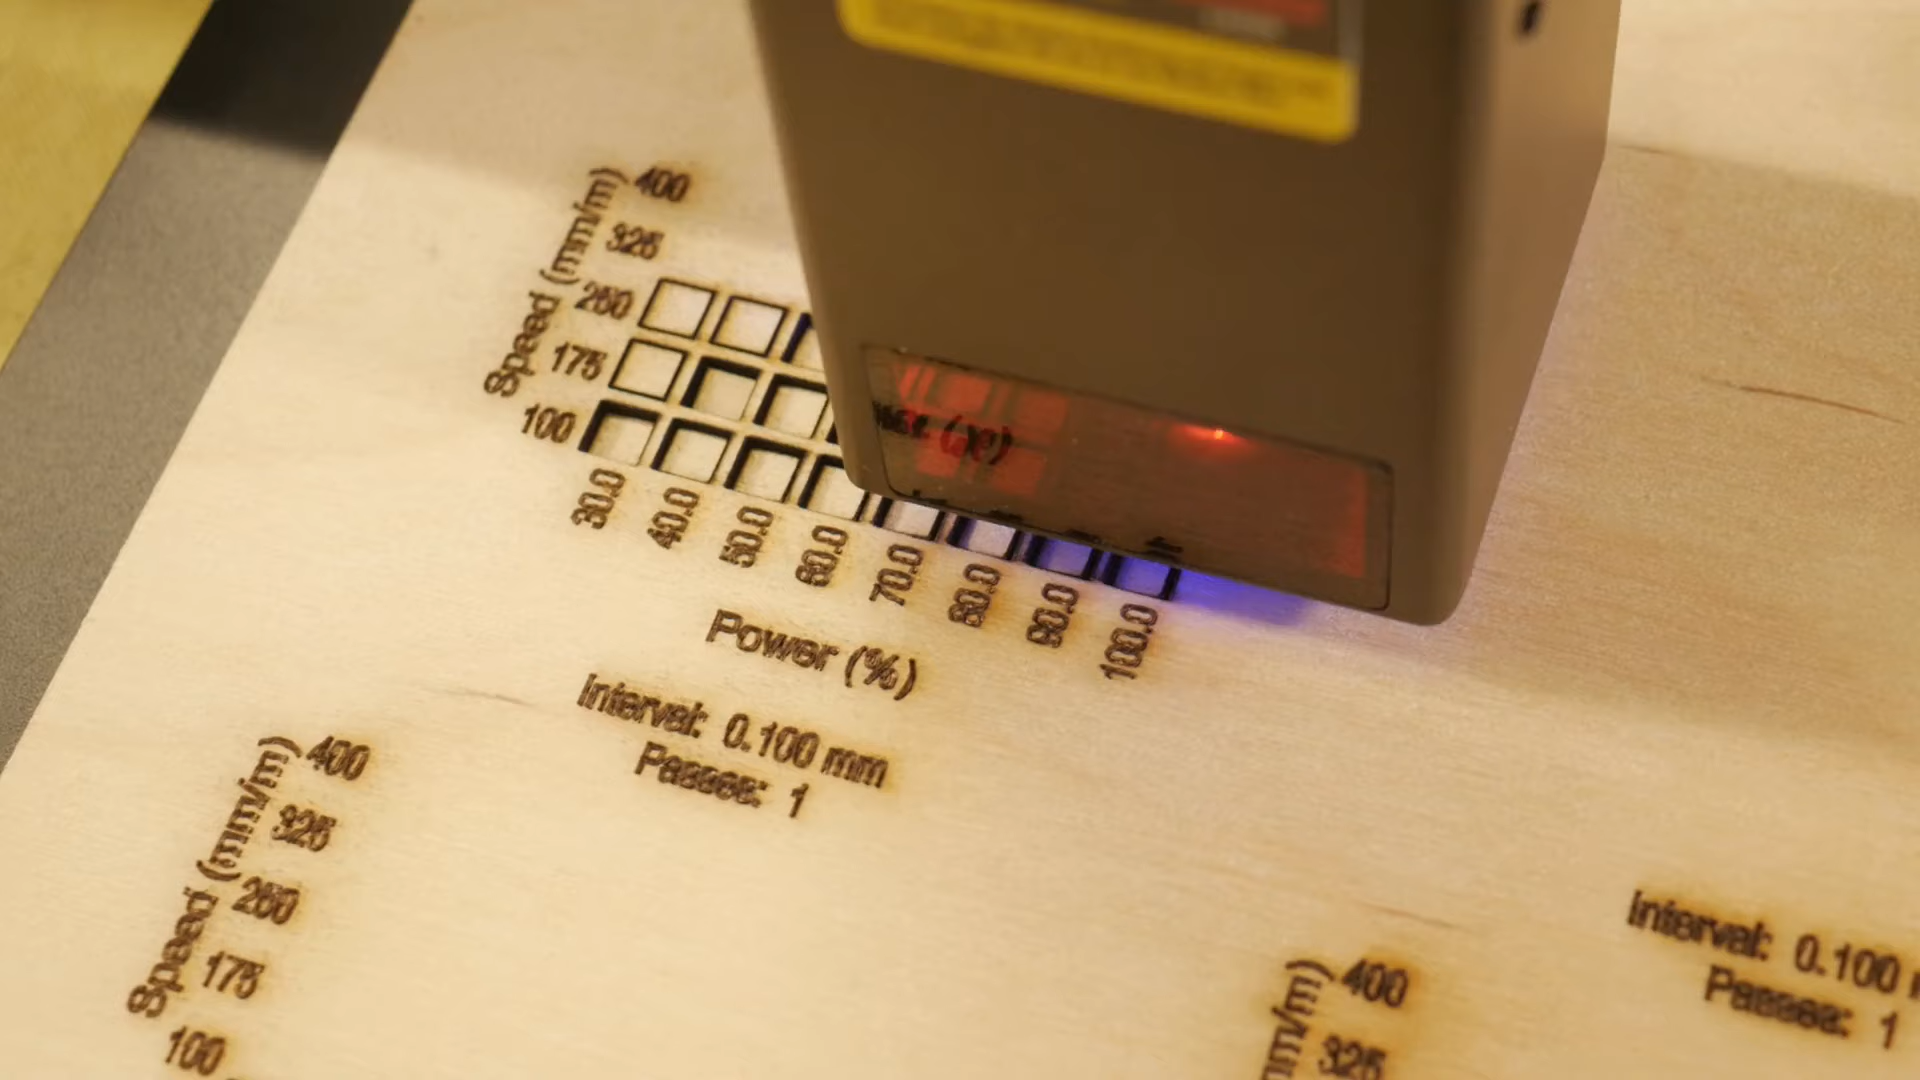 Speed (mm/m)
400
325
250
175
100
30.0 40.0 50.0 60.0 70.0 80.0 90.0 100.0
Power (%)
Interval: 0.100 mm
Passes: 1
Speed (mm/m)
400
325
250
175
100
mm/m)
400
325
Interval: 0.100
Passes: 1